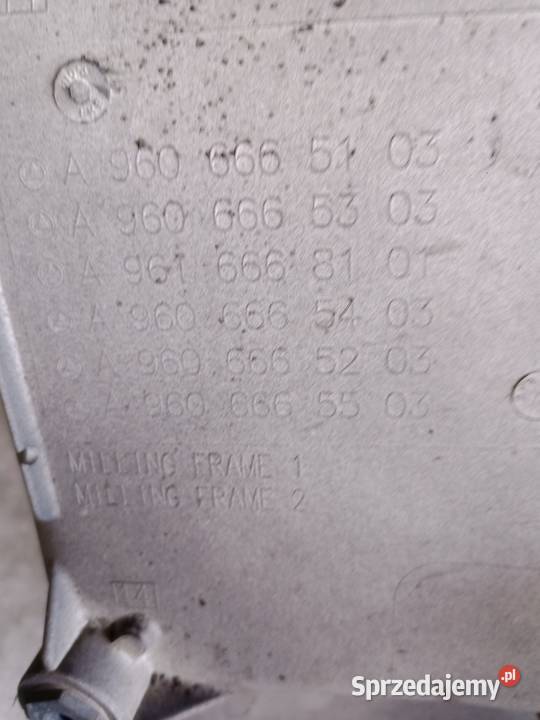 A 960 666 51 03
A 960 666 53 03
A 961 666 81 01
A 960 666 54 03
A 960 666 52 03
A 960 666 55 03
MILLING FRAME 1
MILLING FRAME 2
14
Sprzedajemy.pl